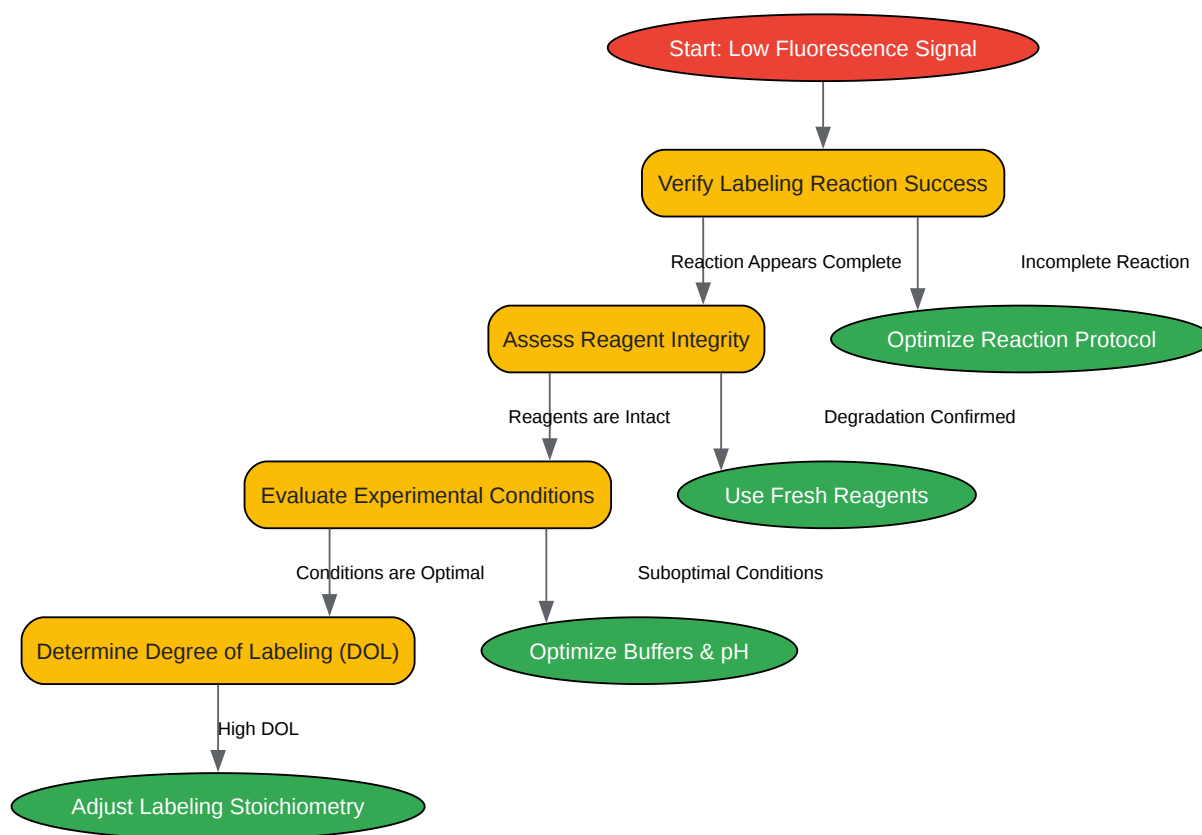 Start: Low Fluorescence Signal
Verify Labeling Reaction Success
Reaction Appears Complete
Incomplete Reaction
Assess Reagent Integrity
Optimize Reaction Protocol
Reagents are Intact
Degradation Confirmed
Evaluate Experimental Conditions
Use Fresh Reagents
Conditions are Optimal
Suboptimal Conditions
Determine Degree of Labeling (DOL)
Optimize Buffers & pH
High DOL
Adjust Labeling Stoichiometry